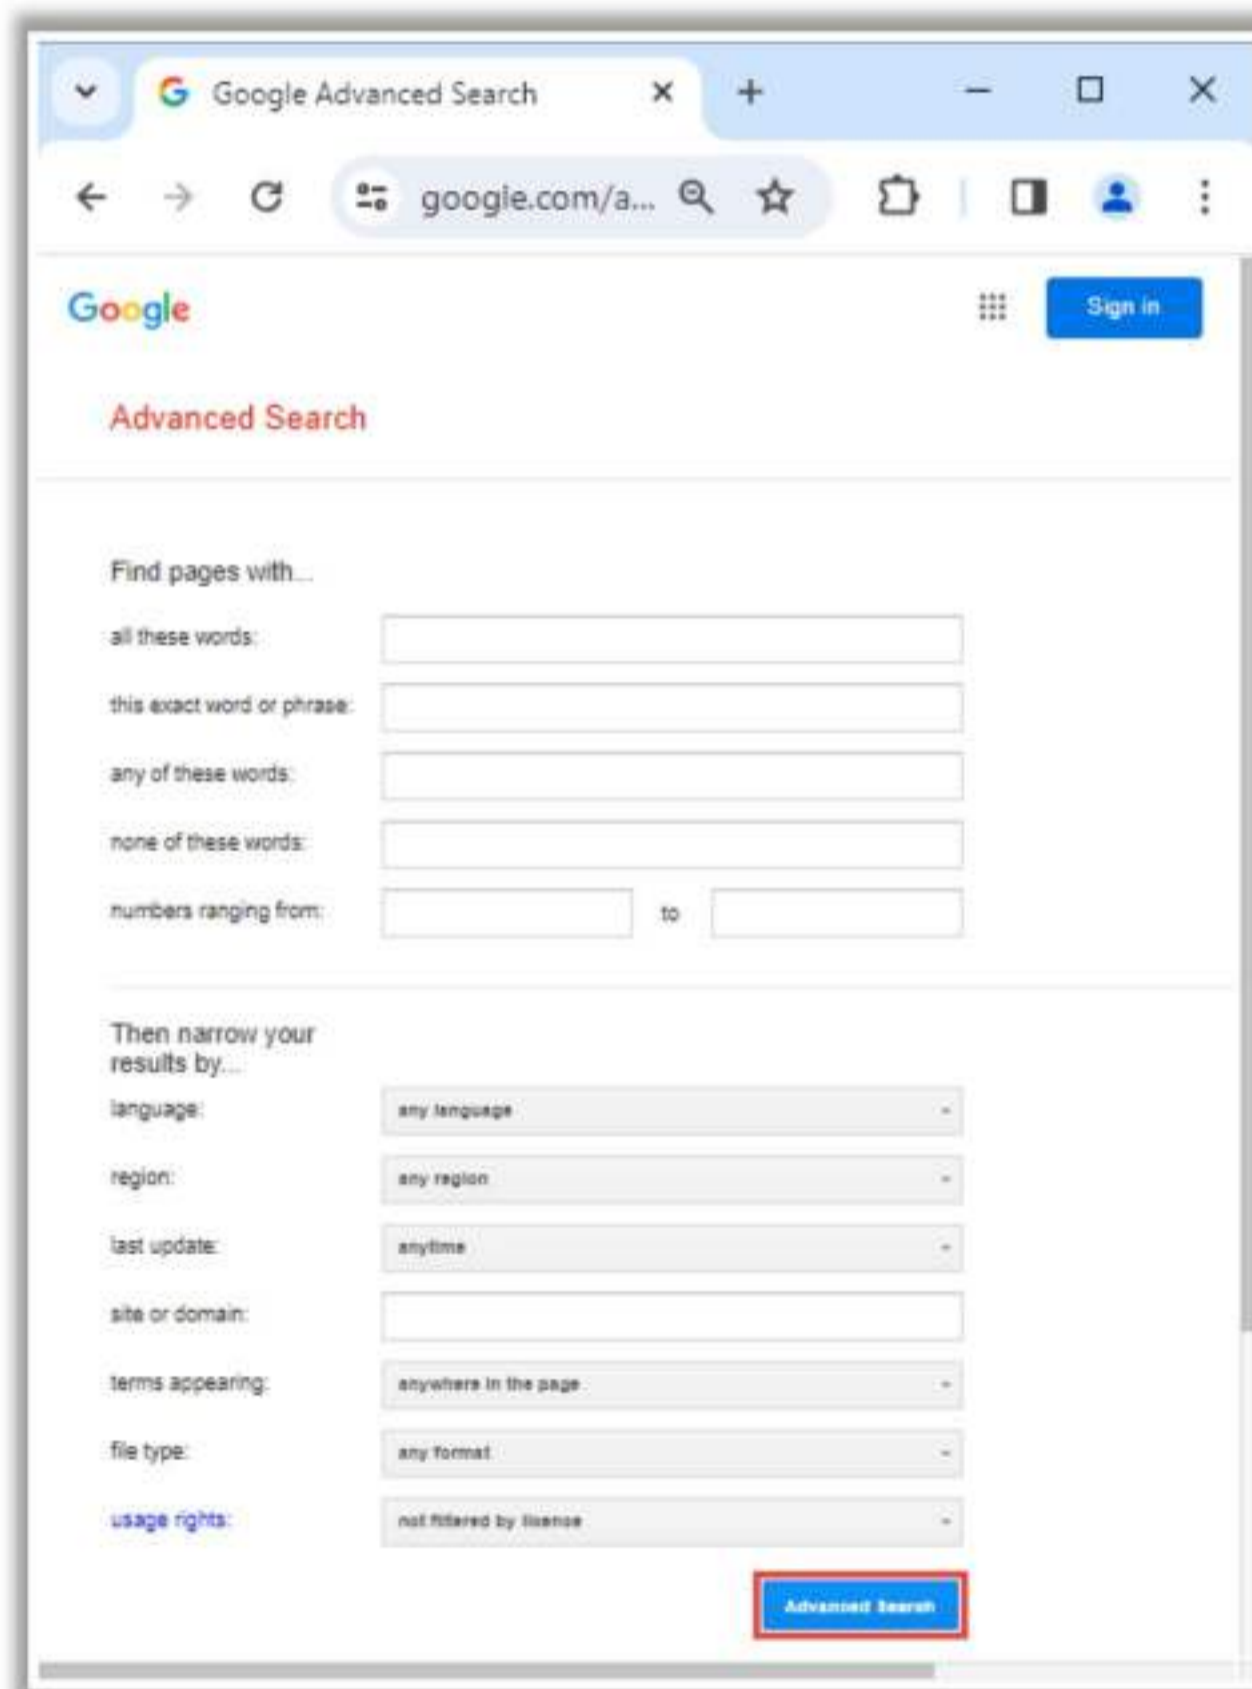 Google Advanced Search
google.com/a...
Google
Sign in
Advanced Search
Find pages with...
all these words:
this exact word or phrase:
any of these words:
none of these words:
numbers ranging from: to
Then narrow your
results by...
language: any language
region: any region
last update: anytime
site or domain:
terms appearing: anywhere in the page
file type: any format
usage rights: not filtered by license
Advanced Search